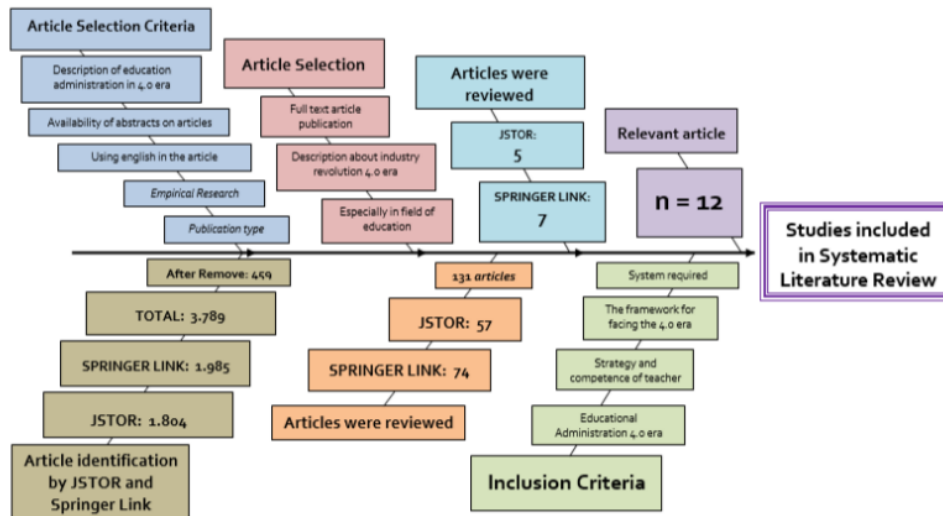 Article Selection Criteria
Description of education
administration in 4.0 era
Availability of abstracts on articles
Using english in the article
Empirical Research
Publication type
Article Selection
Full text article
publication
Description about industry
revolution 4.0 era
Especially in field of
education
Articles were
reviewed
JSTOR:
5
SPRINGER LINK:
7
Relevant article
n = 12
Studies included
in Systematic
Literature Review
After Remove: 459
TOTAL: 3.789
SPRINGER LINK: 1.985
JSTOR: 1.804
Article identification
by JSTOR and
Springer Link
131 articles
JSTOR: 57
SPRINGER LINK: 74
Articles were reviewed
System required
The framework for
facing the 4.0 era
Strategy and
competence of teacher
Educational
Administration 4.0 era
Inclusion Criteria